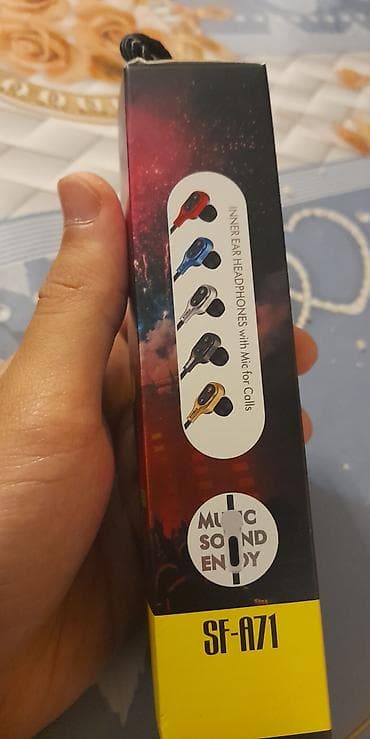 INNER EAR HEADPHONES with Mic for Calls
MUSIC
SOUND
ENJOY
SF-A71